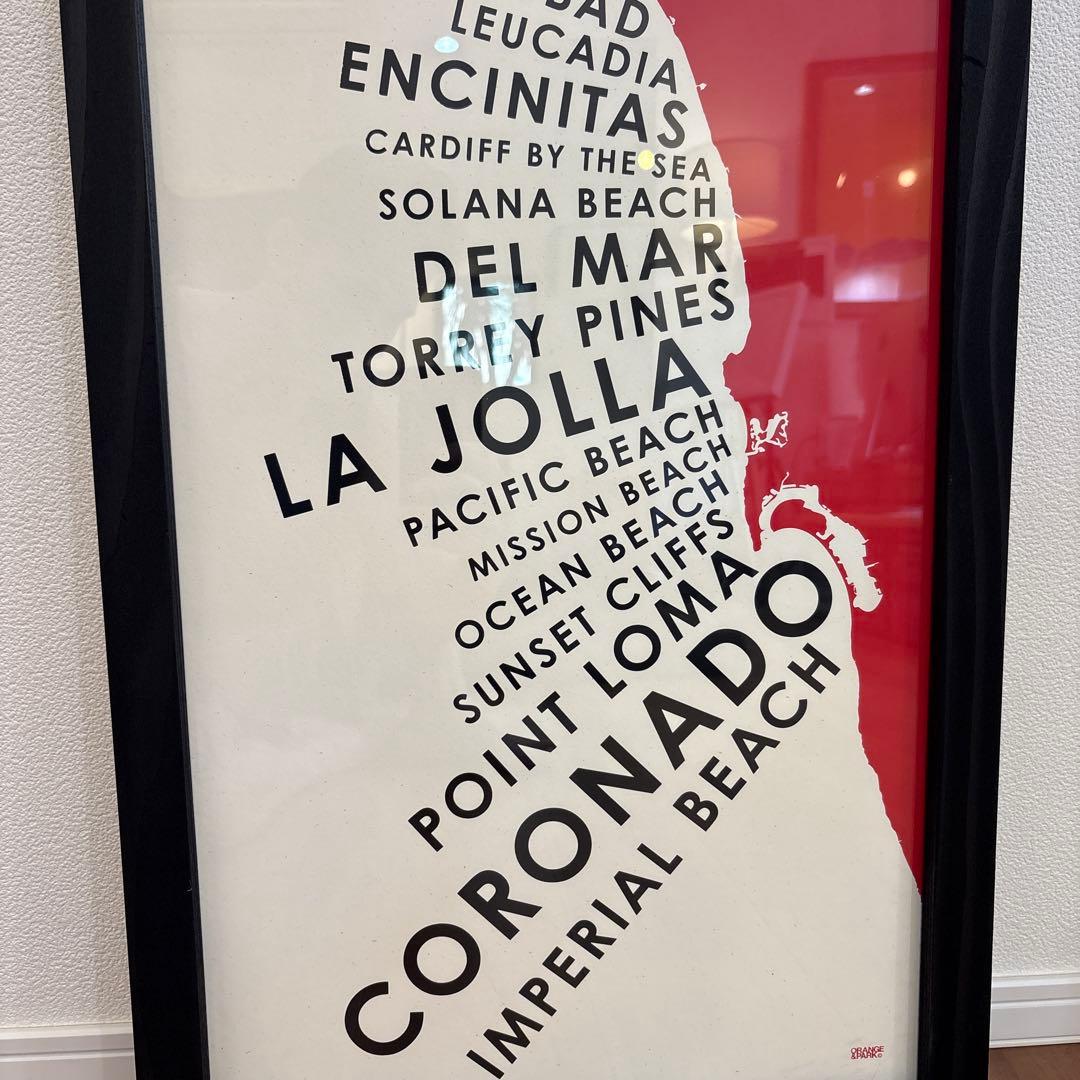 BAD
LEUCADIA
ENCINITAS
CARDIFF BY THE SEA
SOLANA BEACH
DEL MAR
TORREY PINES
LA JOLLA
PACIFIC BEACH
MISSION BEACH
OCEAN BEACH
SUNSET CLIFFS
POINT LOMA
CORONADO
IMPERIAL BEACH
ORANGE
&PARK©